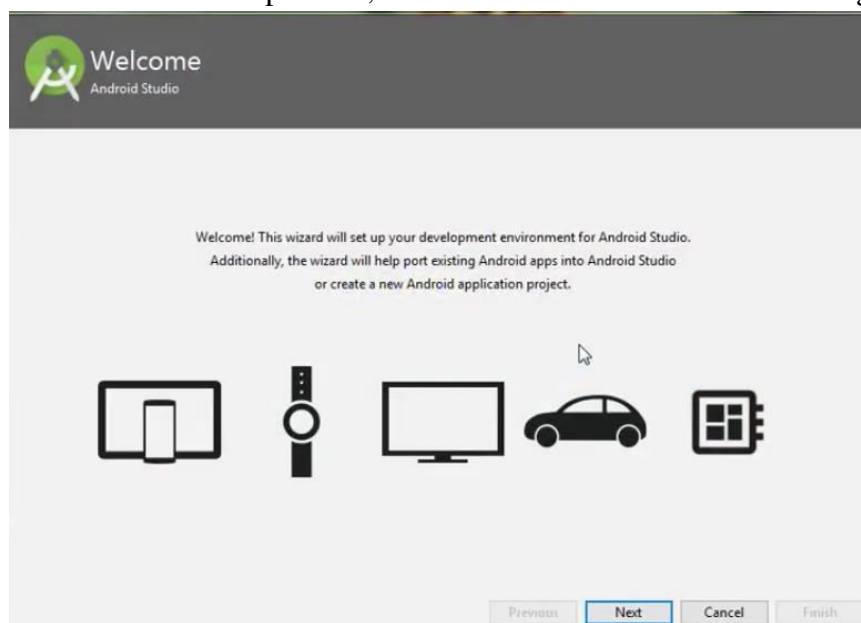 Welcome
Android Studio
Welcome! This wizard will set up your development environment for Android Studio.
Additionally, the wizard will help port existing Android apps into Android Studio
or create a new Android application project.
Previous Next Cancel Finish